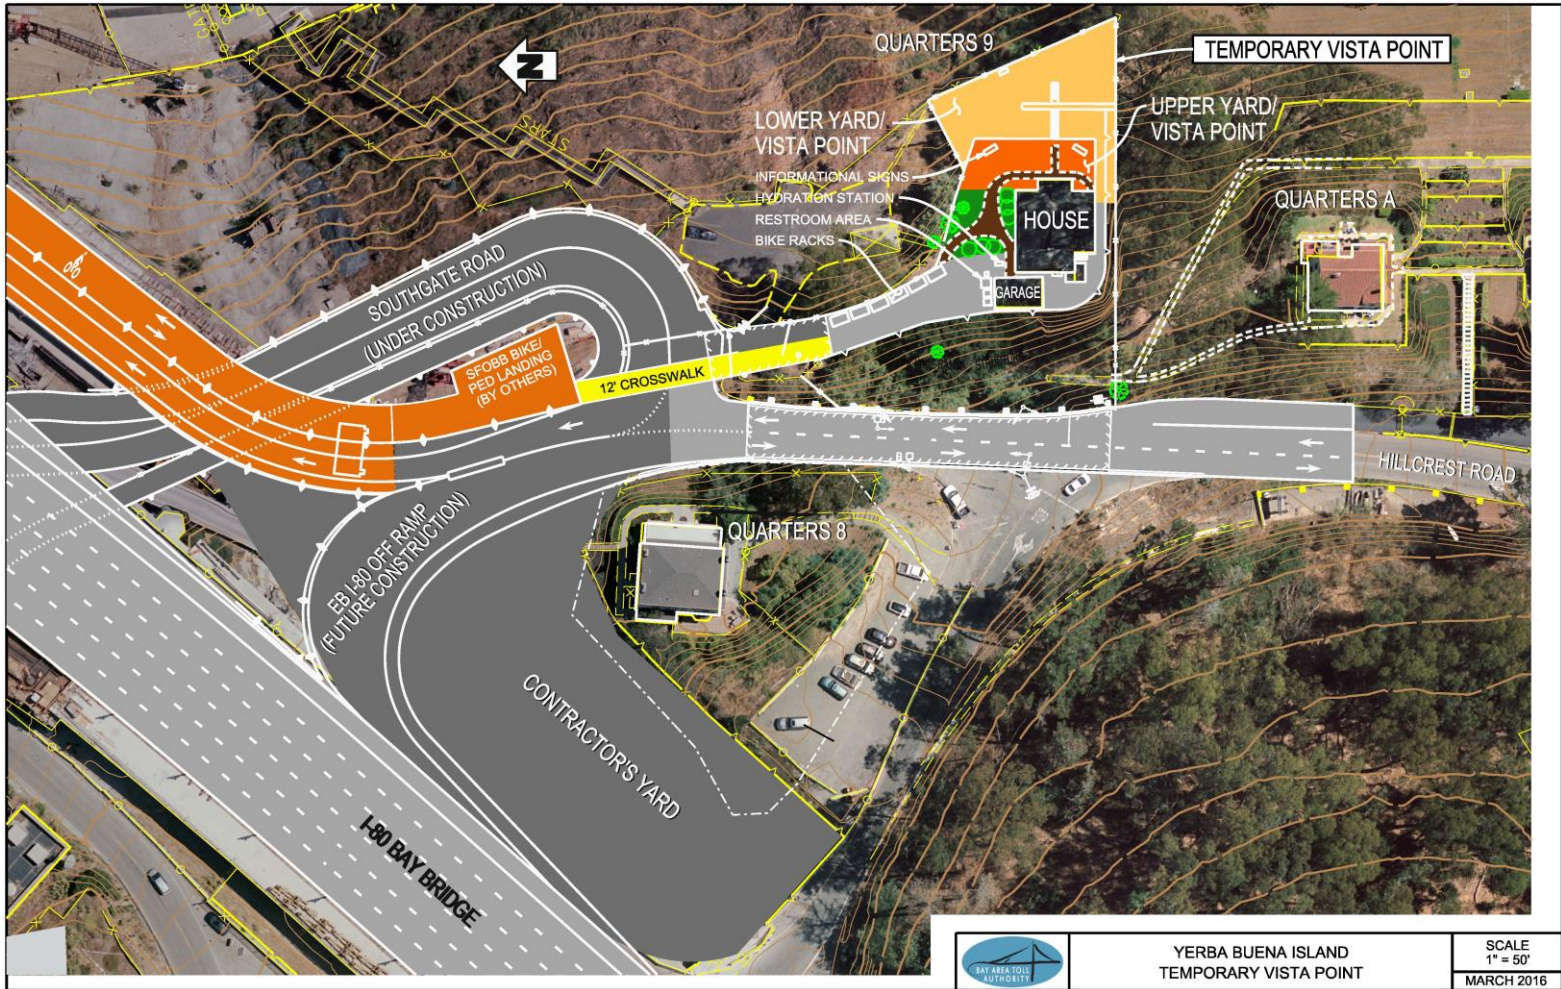 QUARTERS 9
TEMPORARY VISTA POINT
N
LOWER YARD/
VISTA POINT
UPPER YARD/
VISTA POINT
STAIRS
INFORMATIONAL SIGNS
HYDRATION STATION
RESTROOM AREA
BIKE RACKS
HOUSE
GARAGE
QUARTERS A
SOUTHGATE ROAD
(UNDER CONSTRUCTION)
SFOBB BIKE/
PED LANDING
(BY OTHERS)
12' CROSSWALK
HILLCREST ROAD
QUARTERS 8
EB I-80 OFF RAMP
(FUTURE CONSTRUCTION)
CONTRACTOR'S YARD
I-80 BAY BRIDGE
BAY AREA TOLL
AUTHORITY
YERBA BUENA ISLAND
TEMPORARY VISTA POINT
SCALE
1" = 50'
MARCH 2016